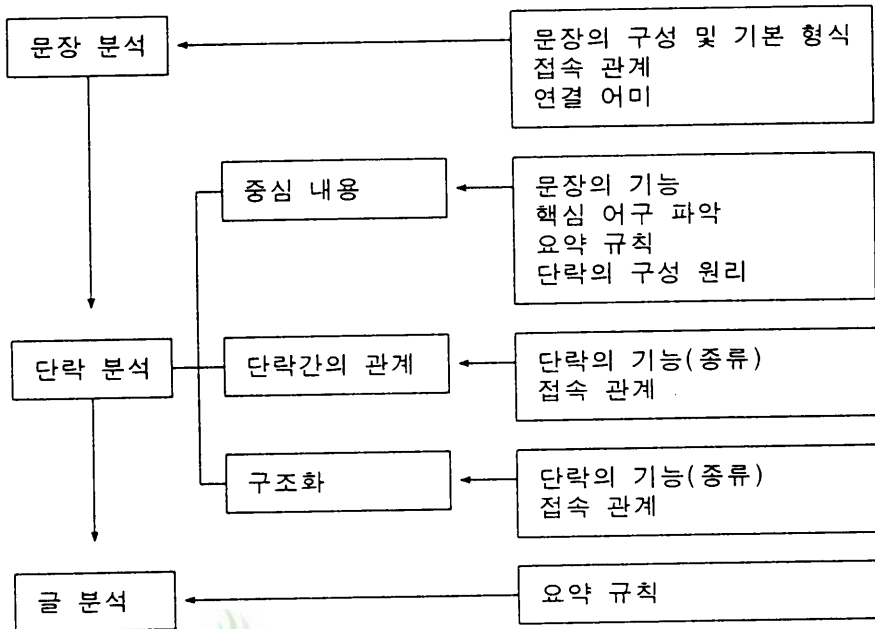 문장 분석
문장의 구성 및 기본 형식
접속 관계
연결 어미
중심 내용
문장의 기능
핵심 어구 파악
요약 규칙
단락의 구성 원리
단락 분석
단락간의 관계
단락의 기능(종류)
접속 관계
구조화
단락의 기능(종류)
접속 관계
글 분석
요약 규칙